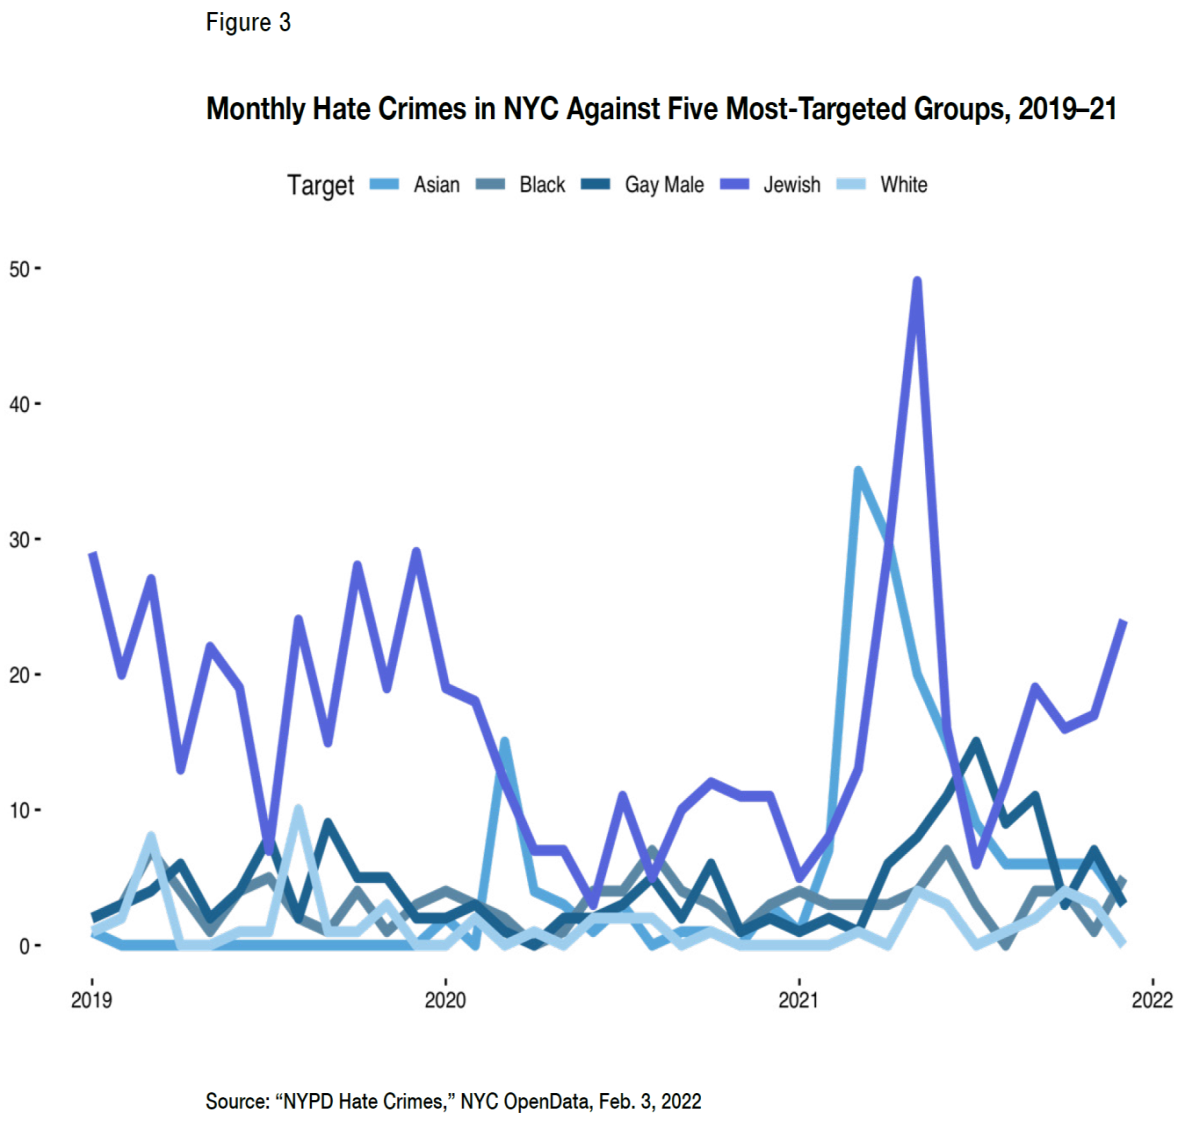 Figure 3
Monthly Hate Crimes in NYC Against Five Most-Targeted Groups, 2019–21
Target Asian Black Gay Male Jewish White
50
40
30
20
10
0
2019 2020 2021 2022
Source: “NYPD Hate Crimes,” NYC OpenData, Feb. 3, 2022